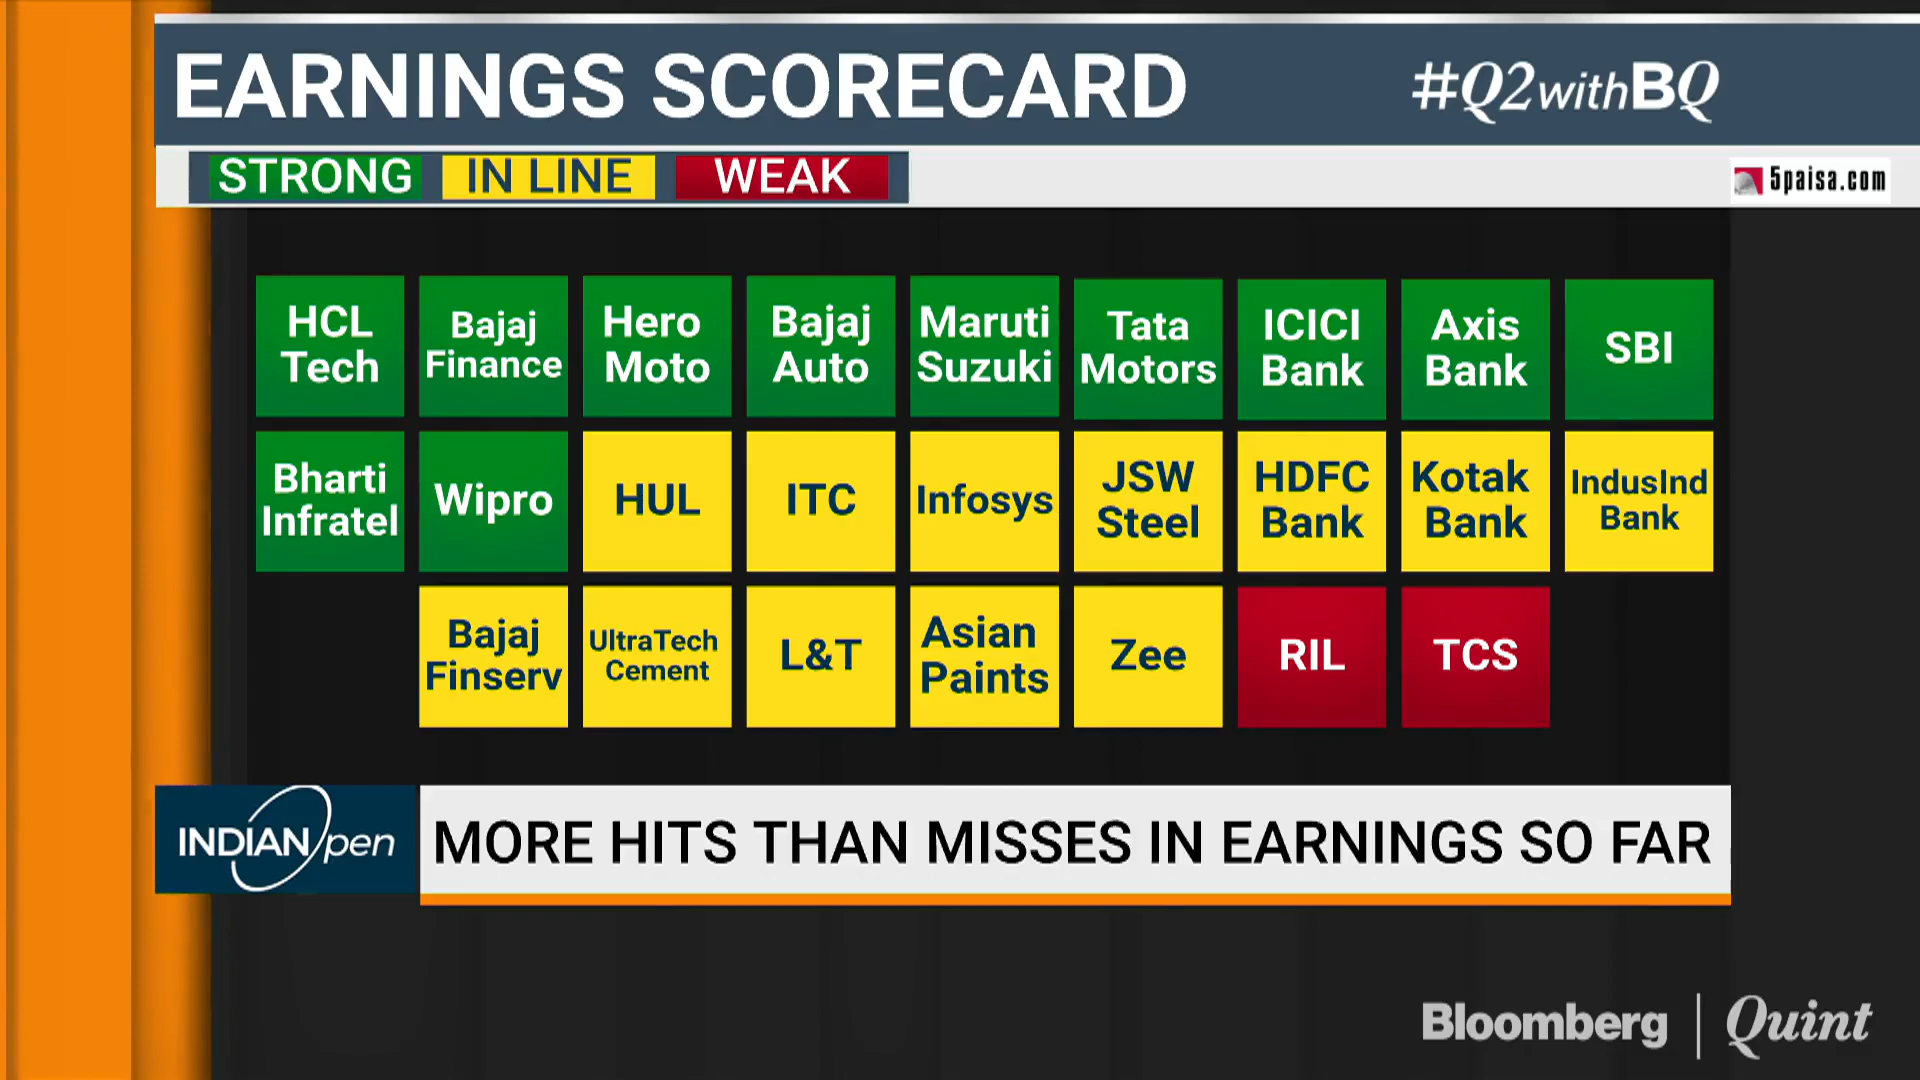 EARNINGS SCORECARD
#Q2withBQ
STRONG
IN LINE
WEAK
5paisa.com
HCL
Tech
Bajaj
Finance
Hero
Moto
Bajaj
Auto
Maruti
Suzuki
Tata
Motors
ICICI
Bank
Axis
Bank
SBI
Bharti
Infratel
Wipro
HUL
ITC
Infosys
JSW
Steel
HDFC
Bank
Kotak
Bank
IndusInd
Bank
Bajaj
Finserv
UltraTech
Cement
L&T
Asian
Paints
Zee
RIL
TCS
INDIAN Open
MORE HITS THAN MISSES IN EARNINGS SO FAR
Bloomberg | Quint